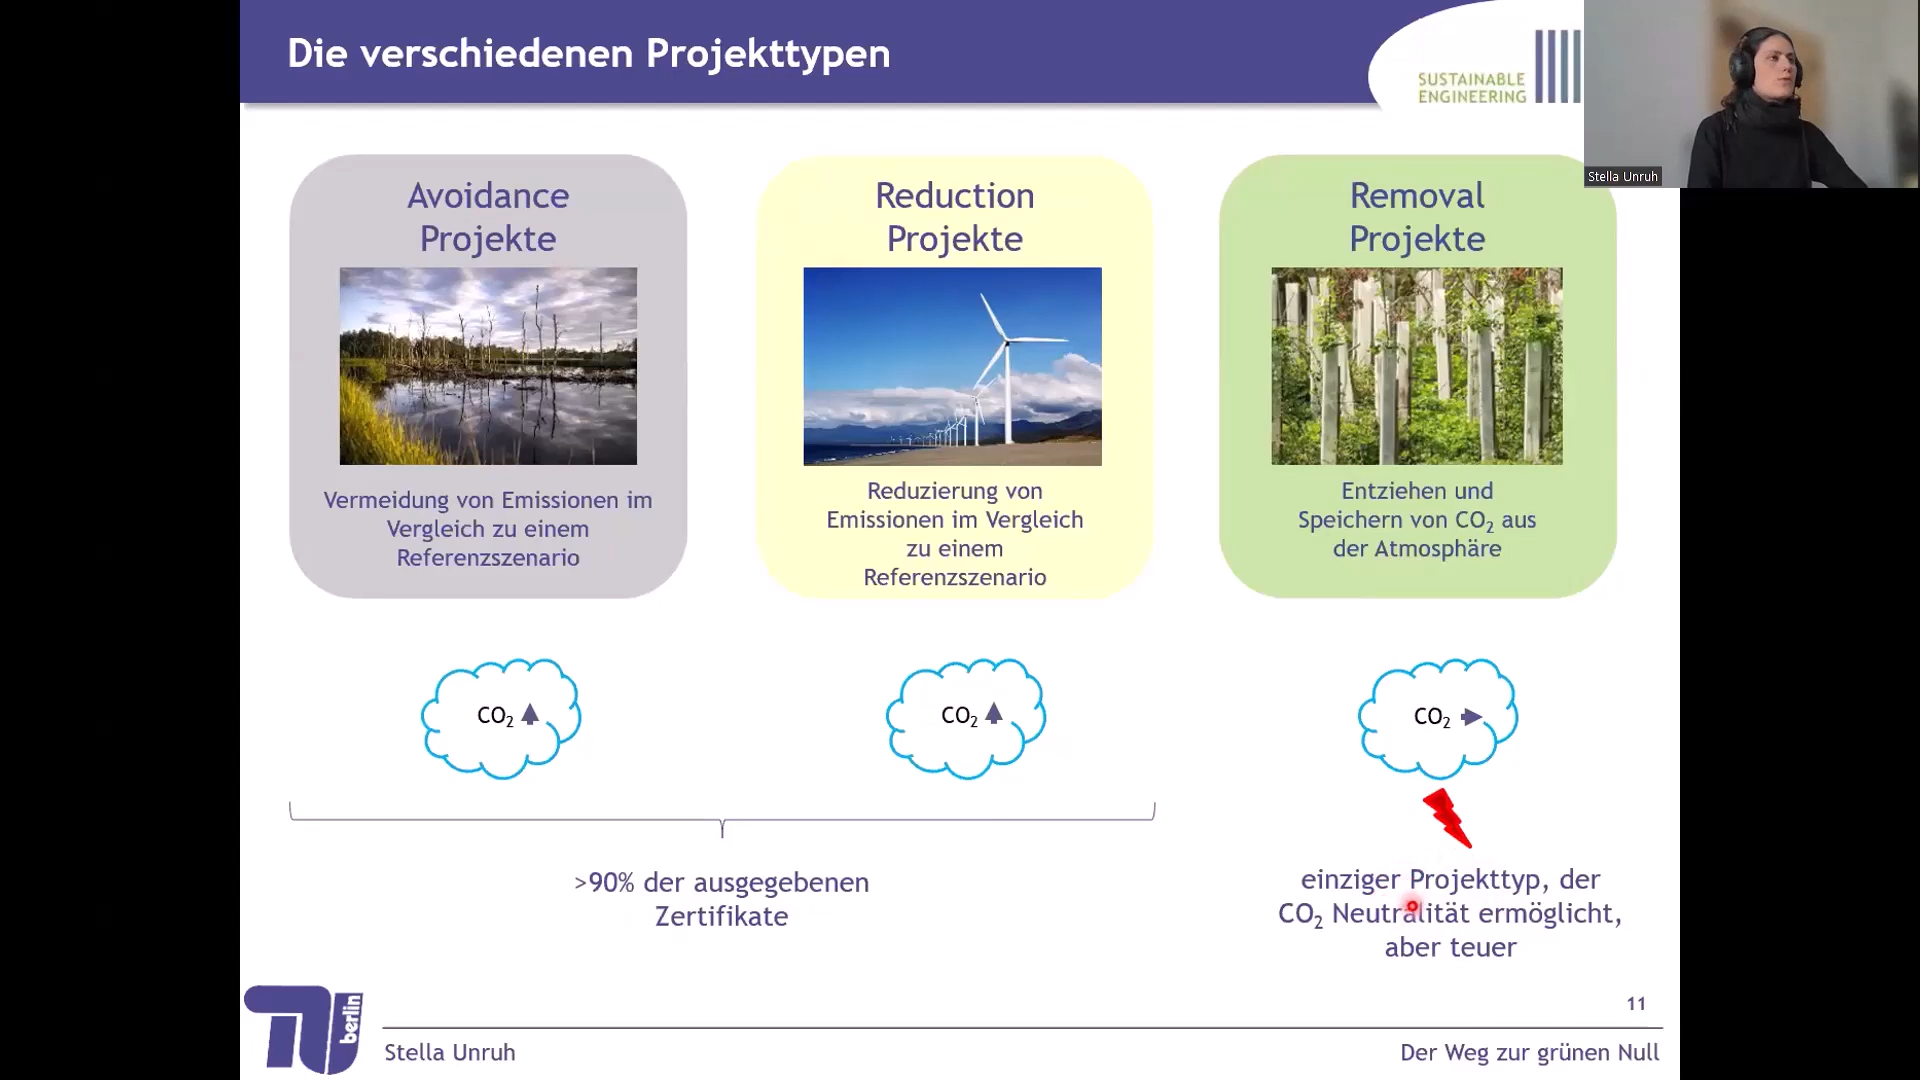 Die verschiedenen Projekttypen
SUSTAINABLE
ENGINEERING
Stella Unruh
Avoidance
Projekte
Vermeidung von Emissionen im
Vergleich zu einem
Referenzszenario
Reduction
Projekte
Reduzierung von
Emissionen im Vergleich
zu einem
Referenzszenario
Removal
Projekte
Entziehen und
Speichern von CO₂ aus
der Atmosphäre
CO₂
CO₂
CO₂
>90% der ausgegebenen
Zertifikate
einziger Projekttyp, der
CO₂ Neutralität ermöglicht,
aber teuer
11
berlin
Stella Unruh
Der Weg zur grünen Null